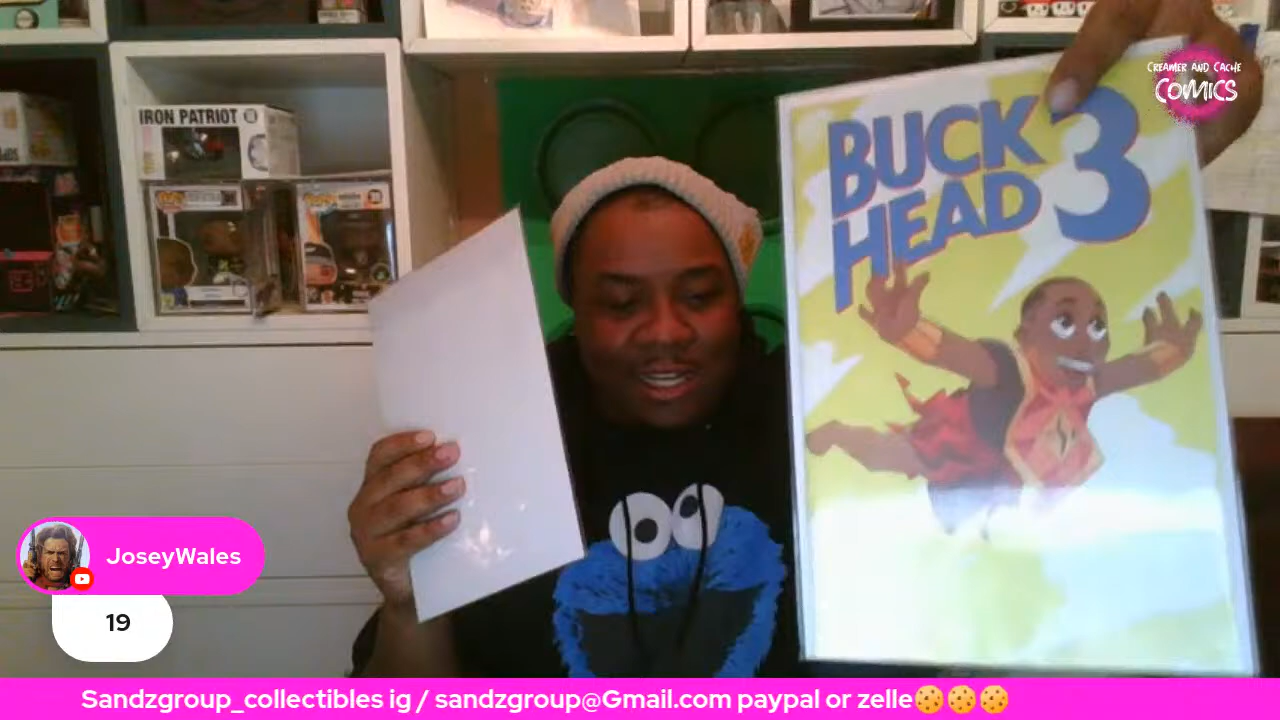 CREAMER AND CACHE
COMICS
IRON PATRIOT
POP!
BUCK
HEAD
3
JoseyWales
19
Sandzgroup_collectibles ig / sandzgroup@Gmail.com paypal or zelle🍪🍪🍪